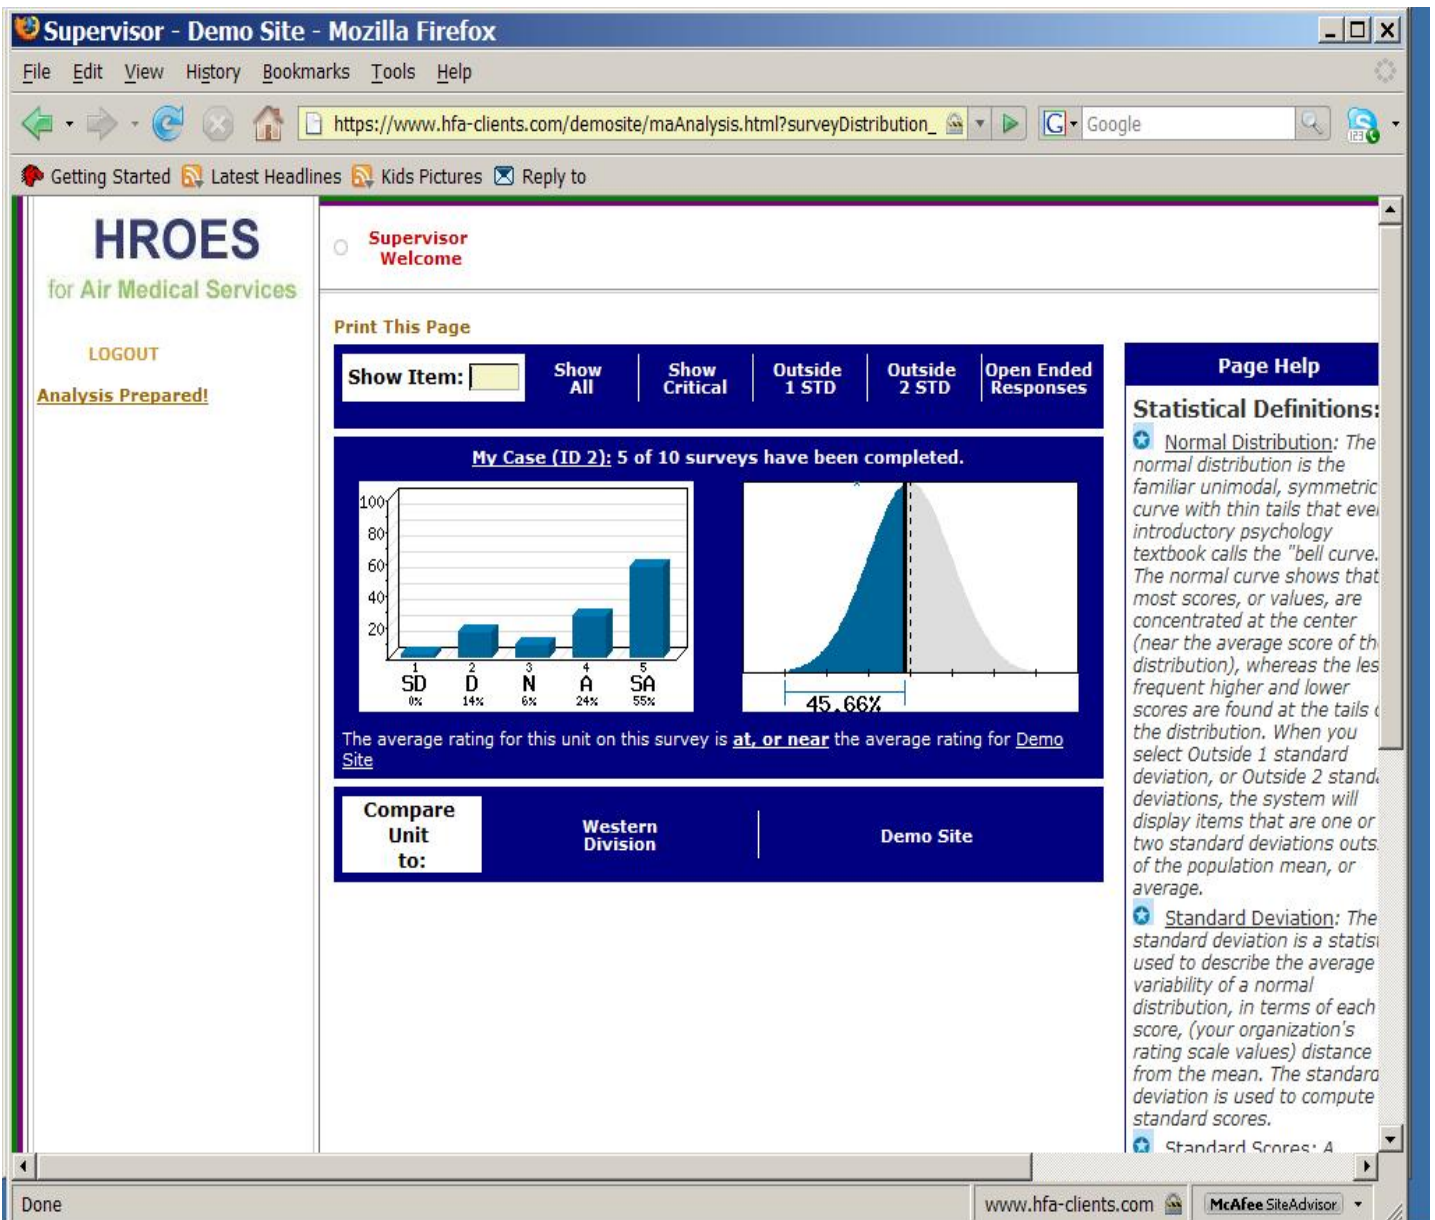 Supervisor - Demo Site - Mozilla Firefox
File Edit View History Bookmarks Tools Help
https://www.hfa-clients.com/demosite/maAnalysis.html?surveyDistribution_
G Google
Getting Started Latest Headlines Kids Pictures Reply to
HROES
for Air Medical Services
LOGOUT
Analysis Prepared!
Supervisor
Welcome
Print This Page
Show Item:
Show
All
Show
Critical
Outside
1 STD
Outside
2 STD
Open Ended
Responses
My Case (ID 2): 5 of 10 surveys have been completed.
100
80
60
40
20
1 2 3 4 5
SD D N A SA
0% 14% 6% 24% 55%
45.66%
The average rating for this unit on this survey is at, or near the average rating for Demo
Site
Compare
Unit
to:
Western
Division
Demo Site
Page Help
Statistical Definitions:
Normal Distribution: The
normal distribution is the
familiar unimodal, symmetric
curve with thin tails that
introductory psychology
textbook calls the "bell curve.
The normal curve shows that
most scores, or values, are
concentrated at the center
(near the average score of
distribution), whereas the
frequent higher and lower
scores are found at the tails
the distribution. When you
select Outside 1 standard
deviation, or Outside 2
deviations, the system will
display items that are one or
two standard deviations
of the population mean, or
average.
Standard Deviation: The
standard deviation is a
used to describe the average
variability of a normal
distribution, in terms of each
score, (your organization's
rating scale values) distance
from the mean. The
deviation is used to compute
standard scores.
Standard Scores: A
Done
www.hfa-clients.com
McAfee SiteAdvisor